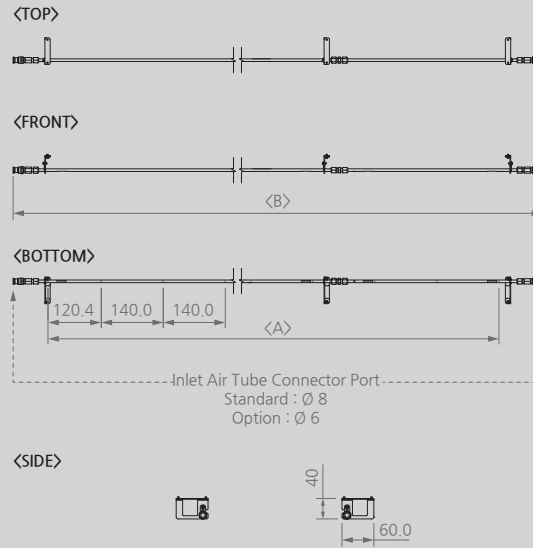 〈TOP〉
〈FRONT〉
〈B〉
〈BOTTOM〉
120.4 140.0 140.0
〈A〉
Inlet Air Tube Connector Port
Standard : Ø 8
Option : Ø 6
〈SIDE〉
40
60.0